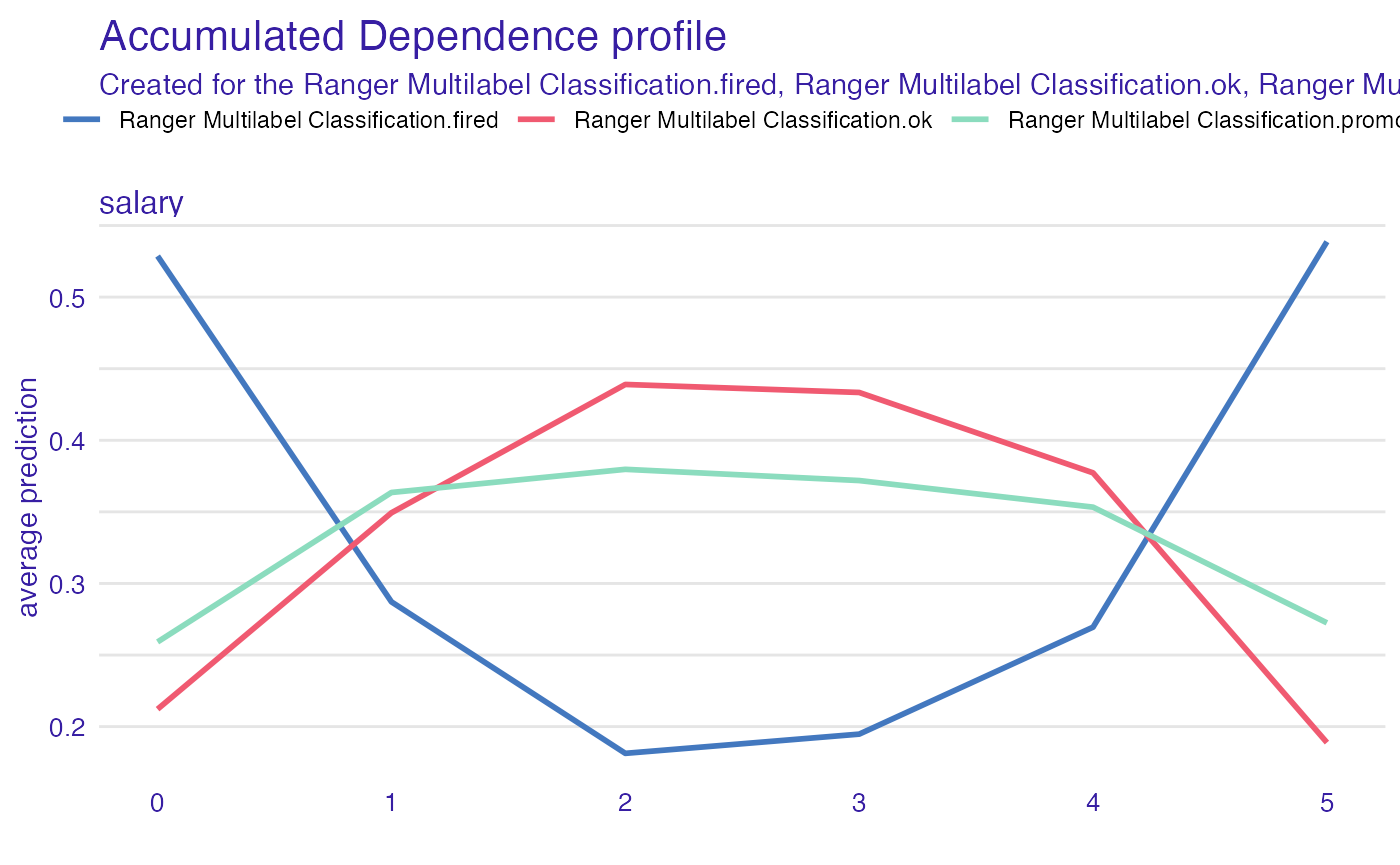 Accumulated Dependence profile
Created for the Ranger Multilabel Classification.fired, Ranger Multilabel Classification.ok, Ranger Mu
Ranger Multilabel Classification.fired Ranger Multilabel Classification.ok Ranger Multilabel Classification.promo
salary
average prediction
0.5
0.4
0.3
0.2
0 1 2 3 4 5